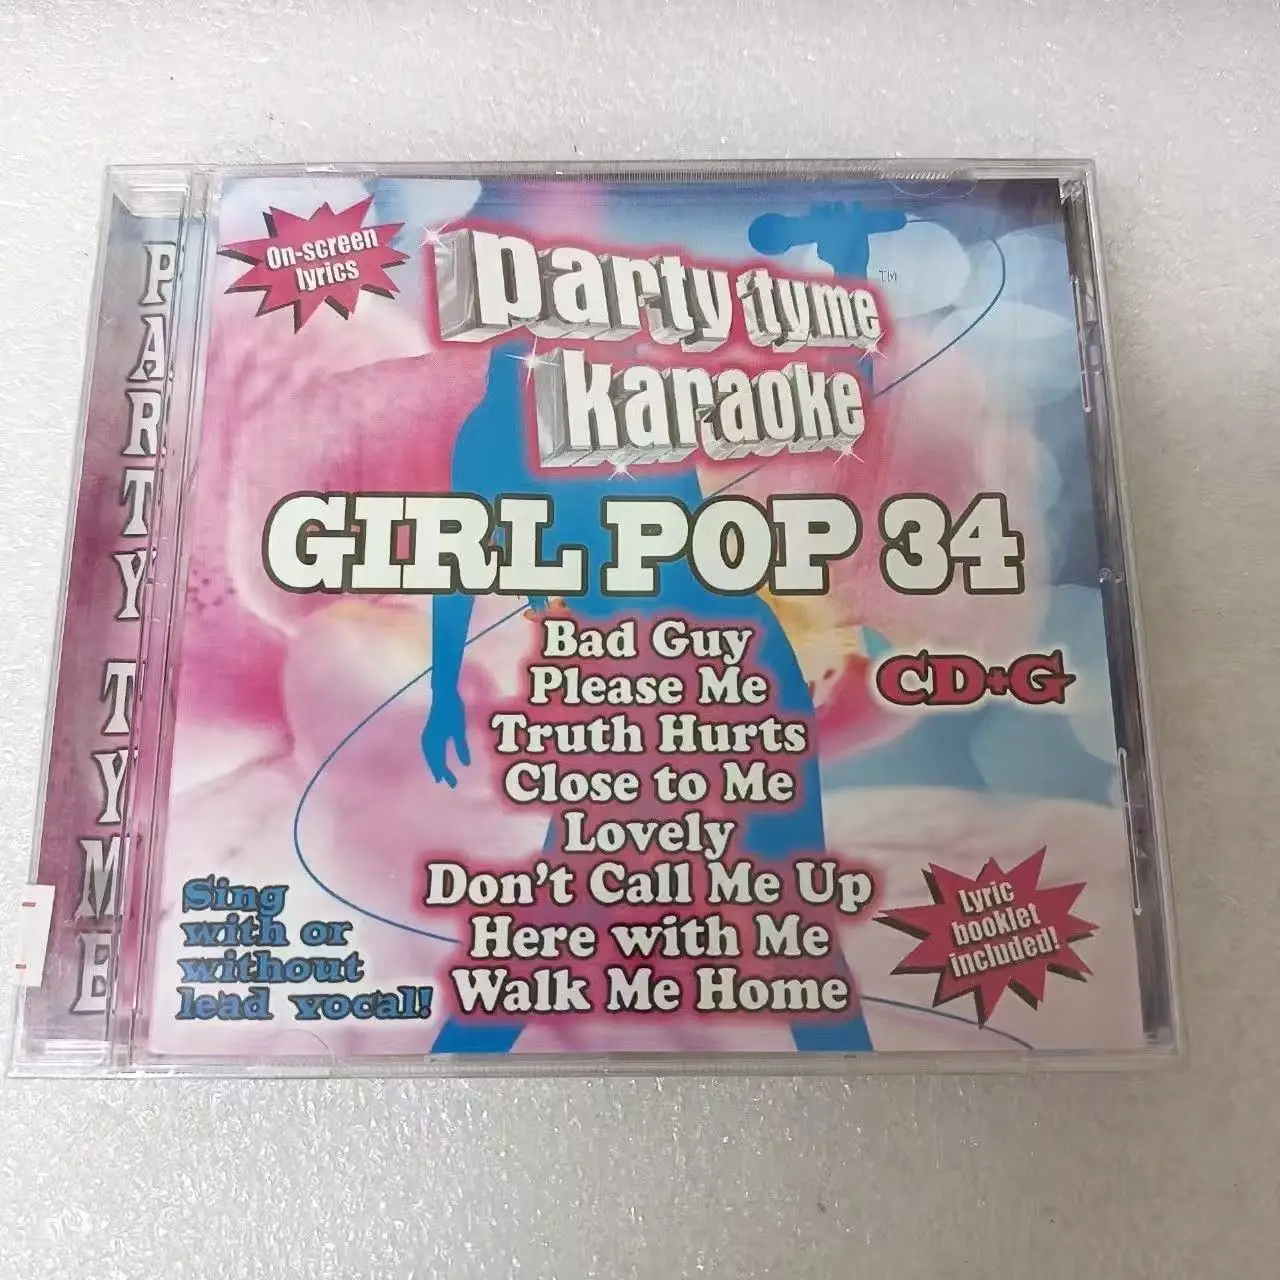 On-screen
lyrics
party tyme
karaoke
™
GIRL POP 34
Bad Guy
Please Me
Truth Hurts
Close to Me
Lovely
Don't Call Me Up
Here with Me
Walk Me Home
CD+G
Sing
with or
without
lead vocal!
Lyric
booklet
included!
PARTY TYME